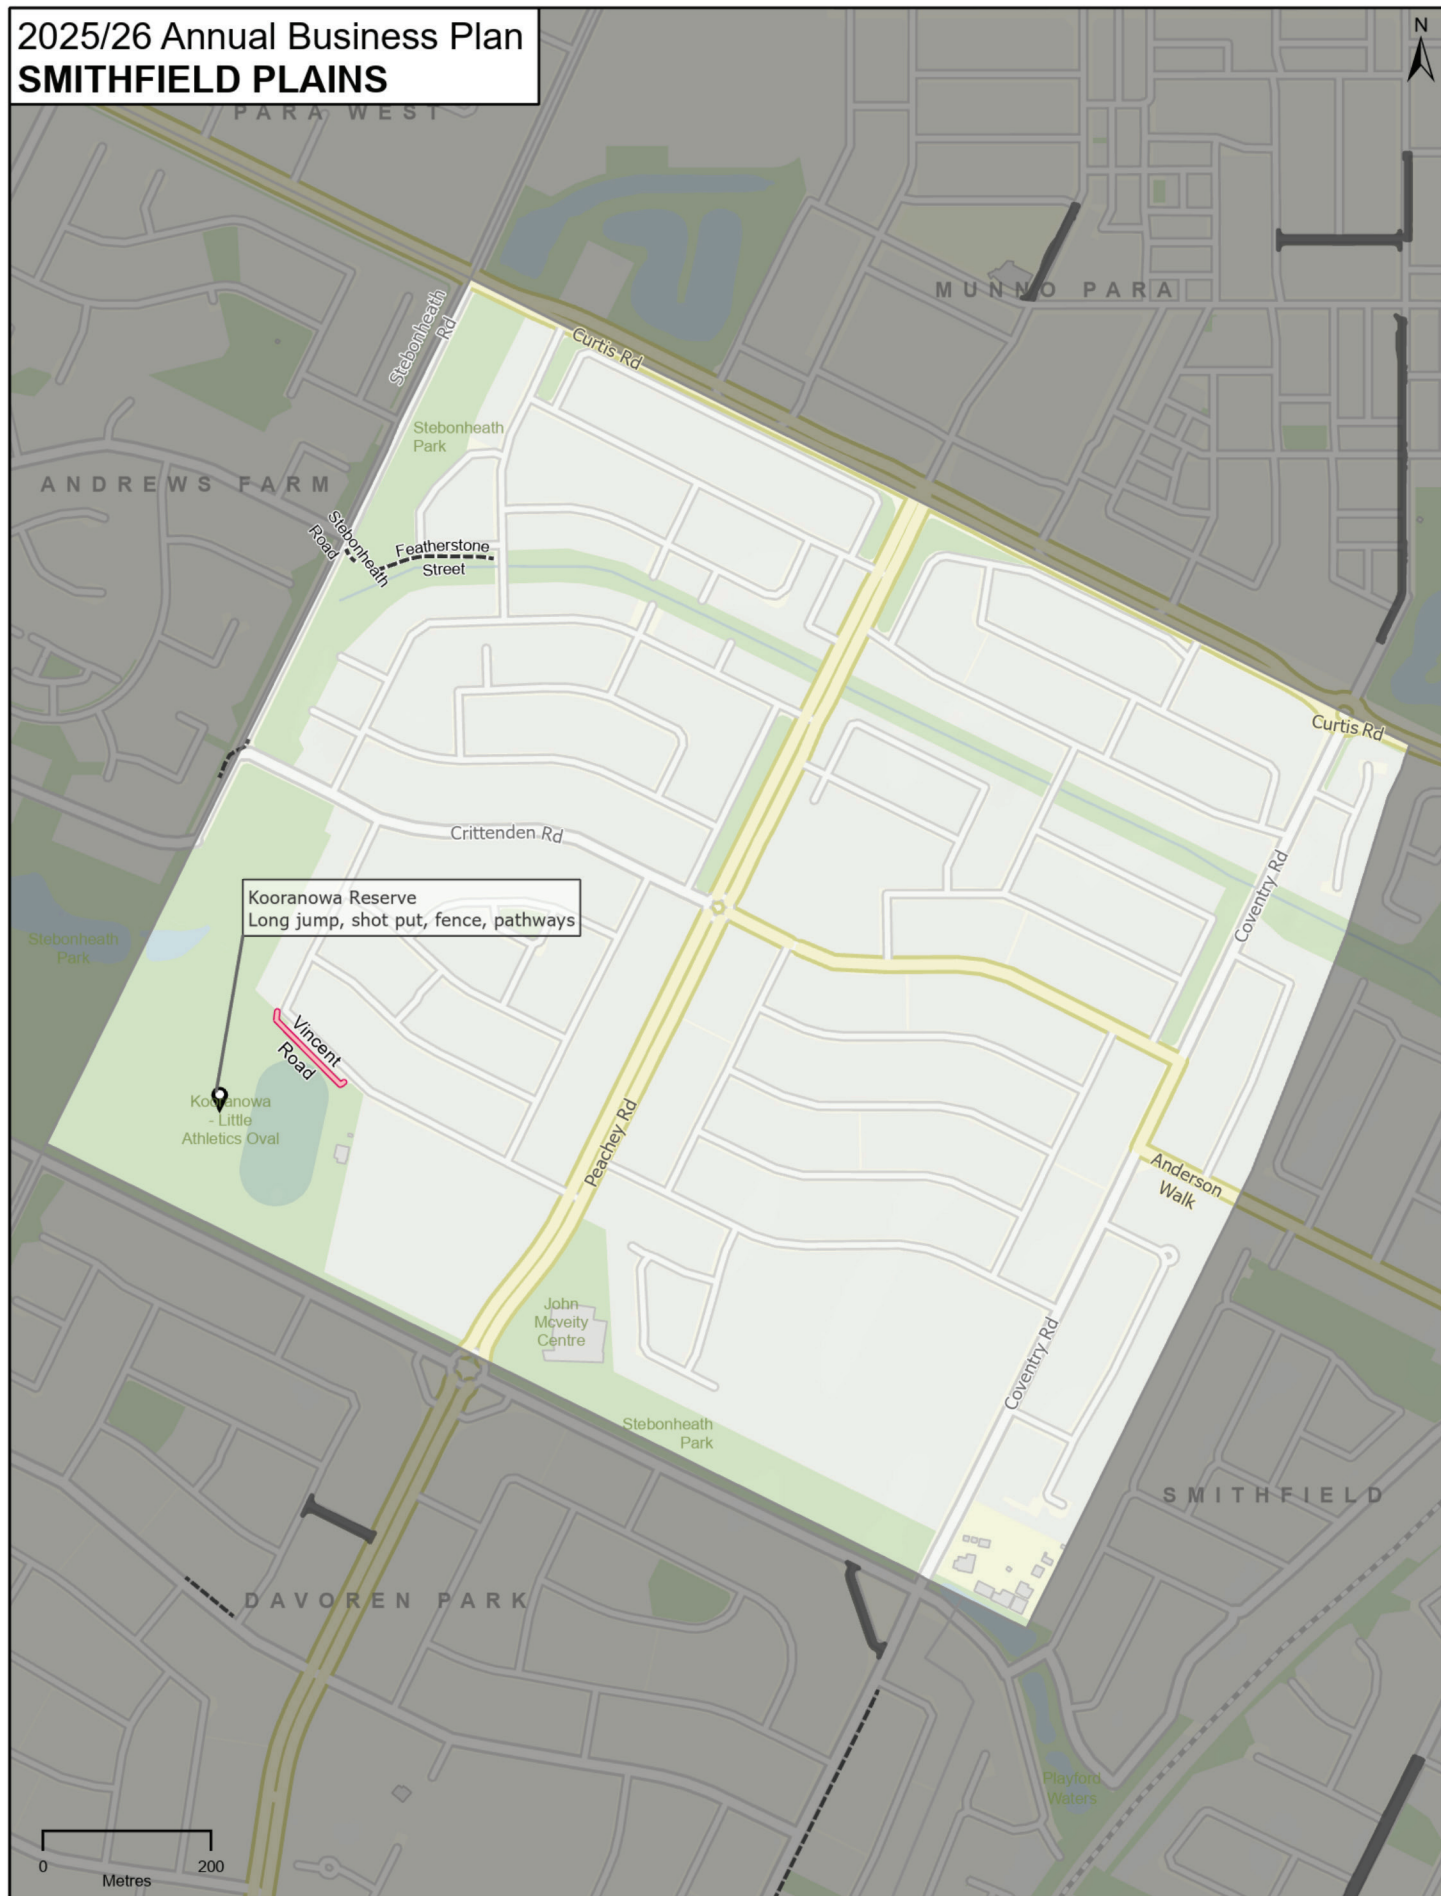 2025/26 Annual Business Plan
SMITHFIELD PLAINS
N
PARA WEST
MUNNO PARA
Stebonheath
Rd
Curtis Rd
Stebonheath
Park
ANDREWS FARM
Stebonheath
Road
Featherstone
Street
Curtis Rd
Crittenden Rd
Coventry Rd
Kooranowa Reserve
Long jump, shot put, fence, pathways
Stebonheath
Park
Vincent
Road
Kooranowa
- Little
Athletics Oval
Peachey Rd
Anderson
Walk
John
Mcveity
Centre
Coventry Rd
Stebonheath
Park
SMITHFIELD
DAVOREN PARK
Playford
Waters
0 200
Metres